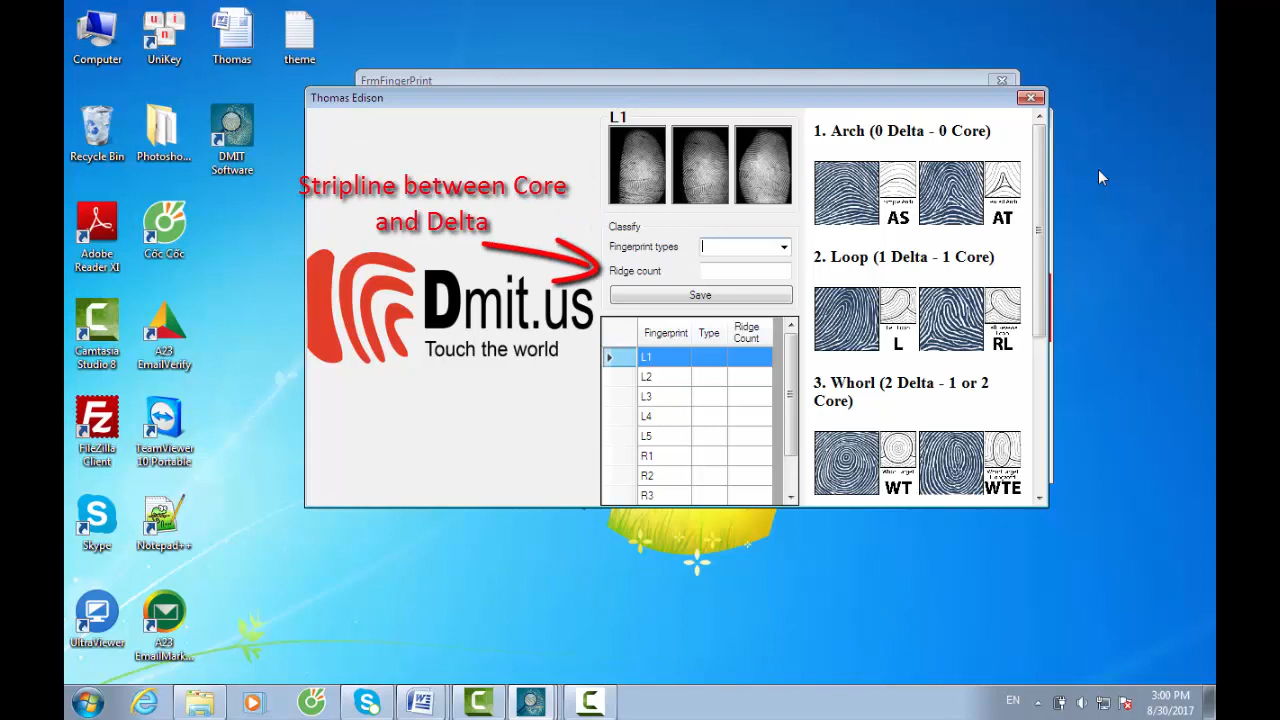 Computer
UniKey
Thomas
theme
Recycle Bin
Photosho...
DMIT
Software
Adobe
Reader XI
Cốc Cốc
Camtasia
Studio 8
A23
EmailVerify
FileZilla
Client
TeamViewer
10 Portable
Skype
Notepad++
UltraViewer
A23
EmailMark...
FrmFingerPrint
Thomas Edison
Stripline between Core
and Delta
Dmit.us
Touch the world
L1
Classify
Fingerprint types
Ridge count
Save
Fingerprint Type Ridge
Count
L1
L2
L3
L4
L5
R1
R2
R3
1. Arch (0 Delta - 0 Core)
AS
AT
2. Loop (1 Delta - 1 Core)
L
RL
3. Whorl (2 Delta - 1 or 2
Core)
WT
WTE
EN
3:00 PM
8/30/2017